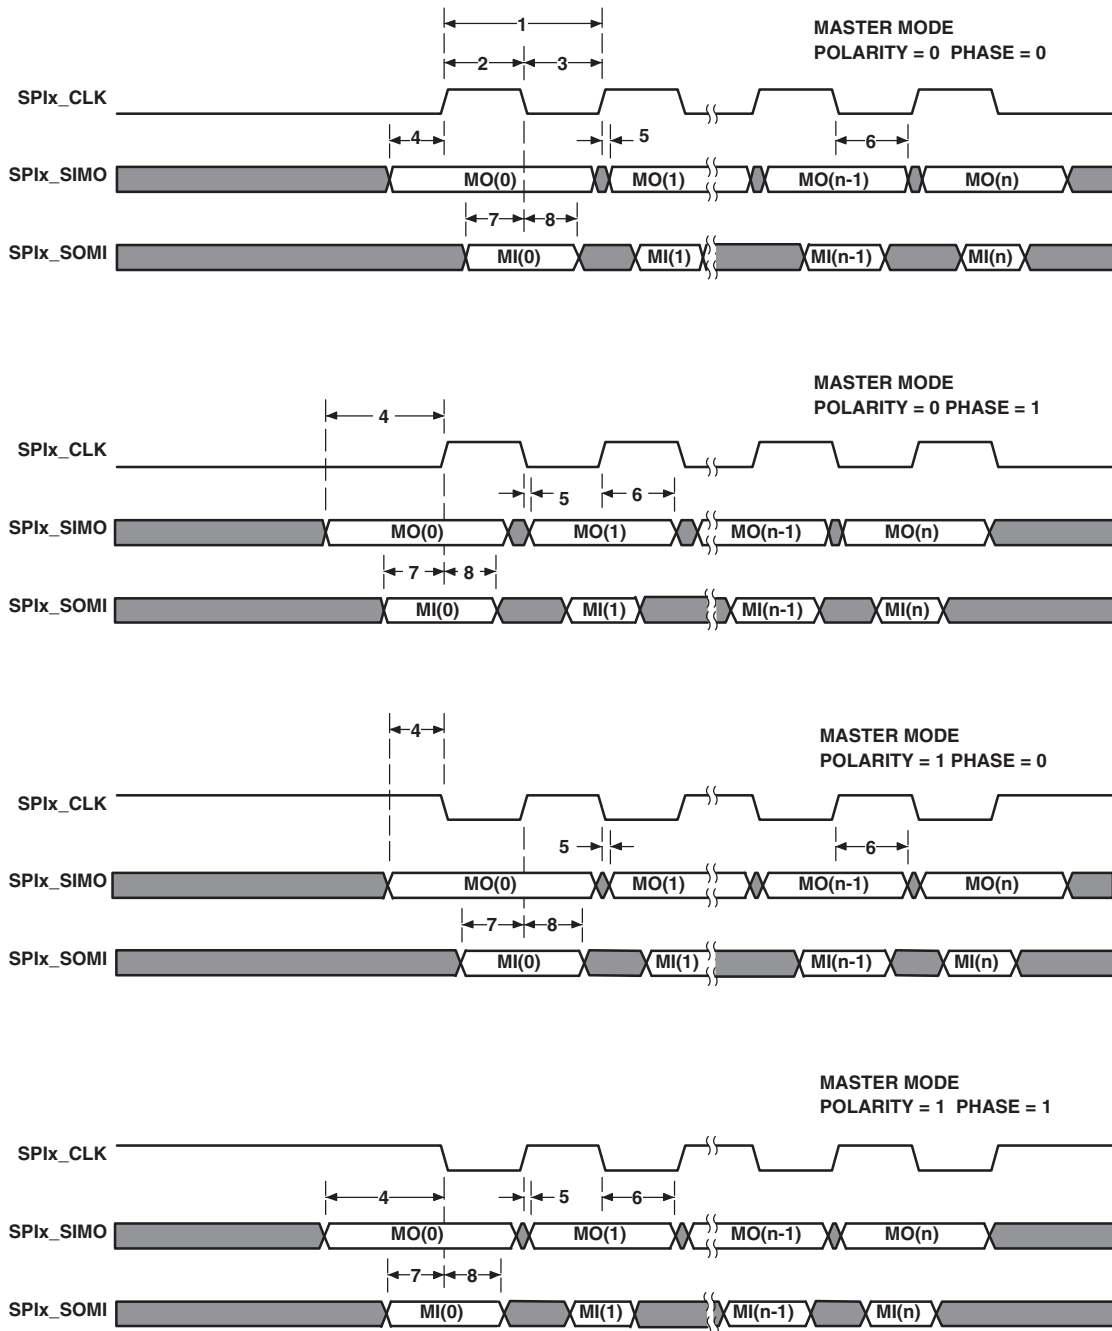 1
MASTER MODE
POLARITY = 0 PHASE = 0
2 3
SPIx_CLK
4 5 6
SPIx_SIMO MO(0) MO(1) MO(n-1) MO(n)
7 8
SPIx_SOMI MI(0) MI(1) MI(n-1) MI(n)
MASTER MODE
POLARITY = 0 PHASE = 1
4
SPIx_CLK
5 6
SPIx_SIMO MO(0) MO(1) MO(n-1) MO(n)
7 8
SPIx_SOMI MI(0) MI(1) MI(n-1) MI(n)
4
MASTER MODE
POLARITY = 1 PHASE = 0
SPIx_CLK
5 6
SPIx_SIMO MO(0) MO(1) MO(n-1) MO(n)
7 8
SPIx_SOMI MI(0) MI(1) MI(n-1) MI(n)
MASTER MODE
POLARITY = 1 PHASE = 1
SPIx_CLK
4 5 6
SPIx_SIMO MO(0) MO(1) MO(n-1) MO(n)
7 8
SPIx_SOMI MI(0) MI(1) MI(n-1) MI(n)